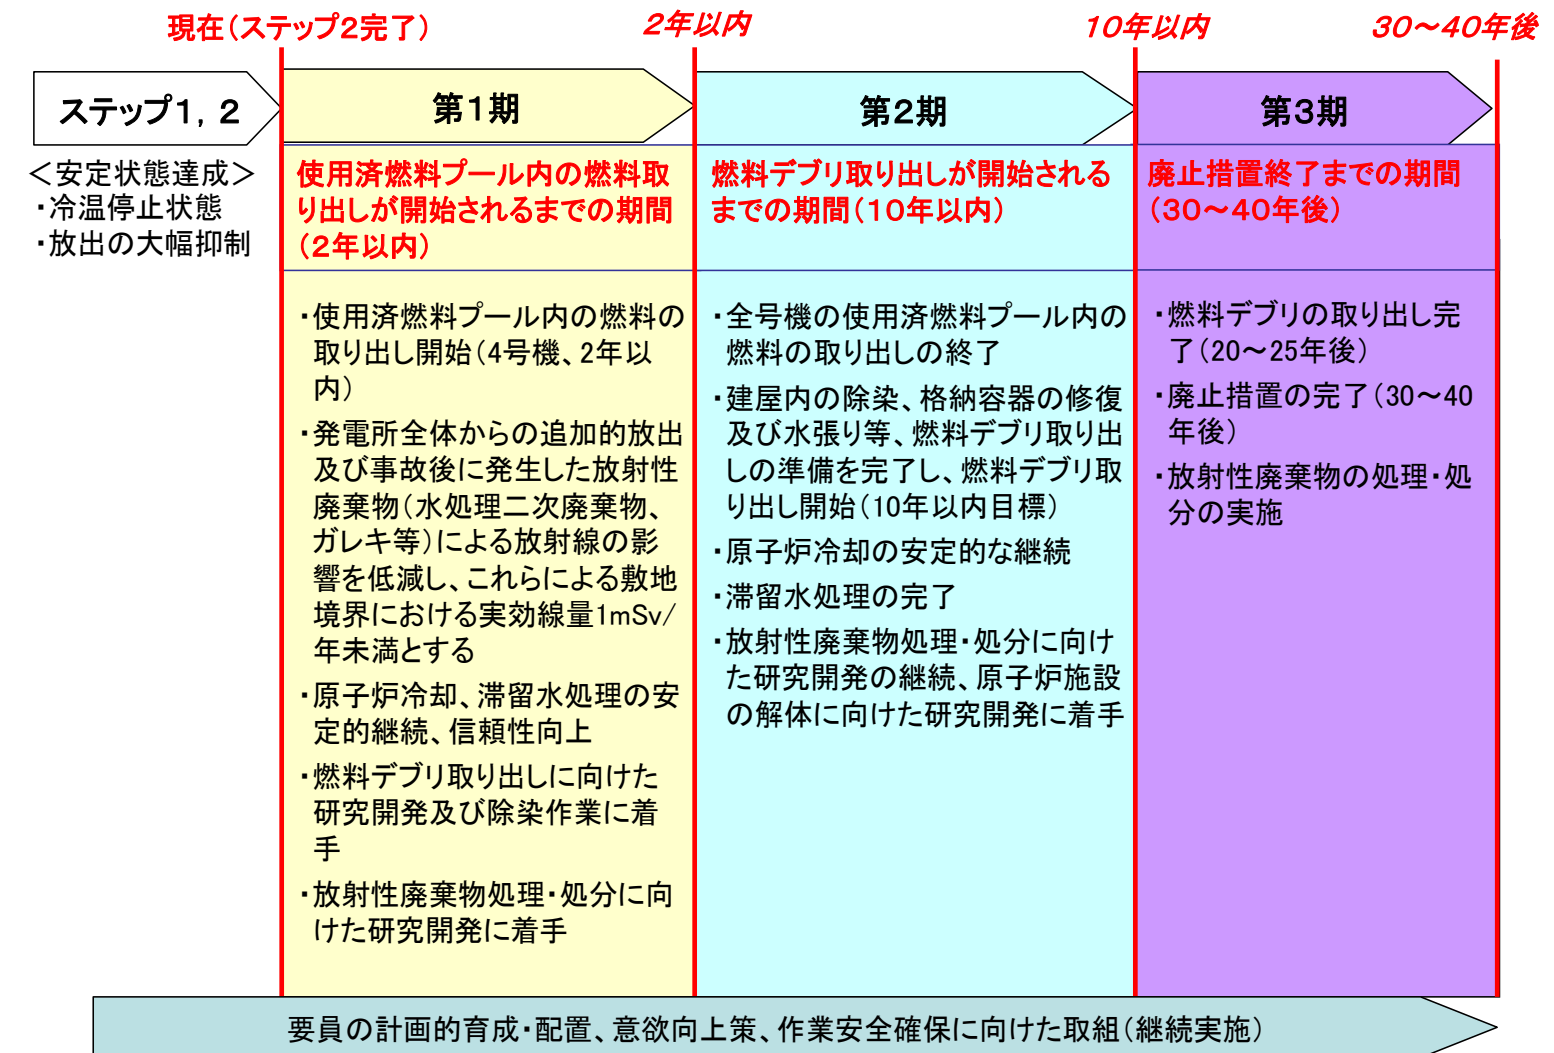 現在(ステップ2完了)
2年以内
10年以内
30~40年後
ステップ1, 2
第1期
第2期
第3期
<安定状態達成>
・冷温停止状態
・放出の大幅抑制
使用済燃料プール内の燃料取
り出しが開始されるまでの期間
(2年以内)
・使用済燃料プール内の燃料の
取り出し開始(4号機、2年以
内)
・発電所全体からの追加的放出
及び事故後に発生した放射性
廃棄物(水処理二次廃棄物、
ガレキ等)による放射線の影
響を低減し、これらによる敷地
境界における実効線量1mSv/
年未満とする
・原子炉冷却、滞留水処理の安
定的継続、信頼性向上
・燃料デブリ取り出しに向けた
研究開発及び除染作業に着
手
・放射性廃棄物処理・処分に向
けた研究開発に着手
燃料デブリ取り出しが開始される
までの期間(10年以内)
・全号機の使用済燃料プール内の
燃料の取り出しの終了
・建屋内の除染、格納容器の修復
及び水張り等、燃料デブリ取り出
しの準備を完了し、燃料デブリ取
り出し開始(10年以内目標)
・原子炉冷却の安定的な継続
・滞留水処理の完了
・放射性廃棄物処理・処分に向け
た研究開発の継続、原子炉施設
の解体に向けた研究開発に着手
廃止措置終了までの期間
(30~40年後)
・燃料デブリの取り出し完
了(20~25年後)
・廃止措置の完了(30~40
年後)
・放射性廃棄物の処理・処
分の実施
要員の計画的育成・配置、意欲向上策、作業安全確保に向けた取組(継続実施)